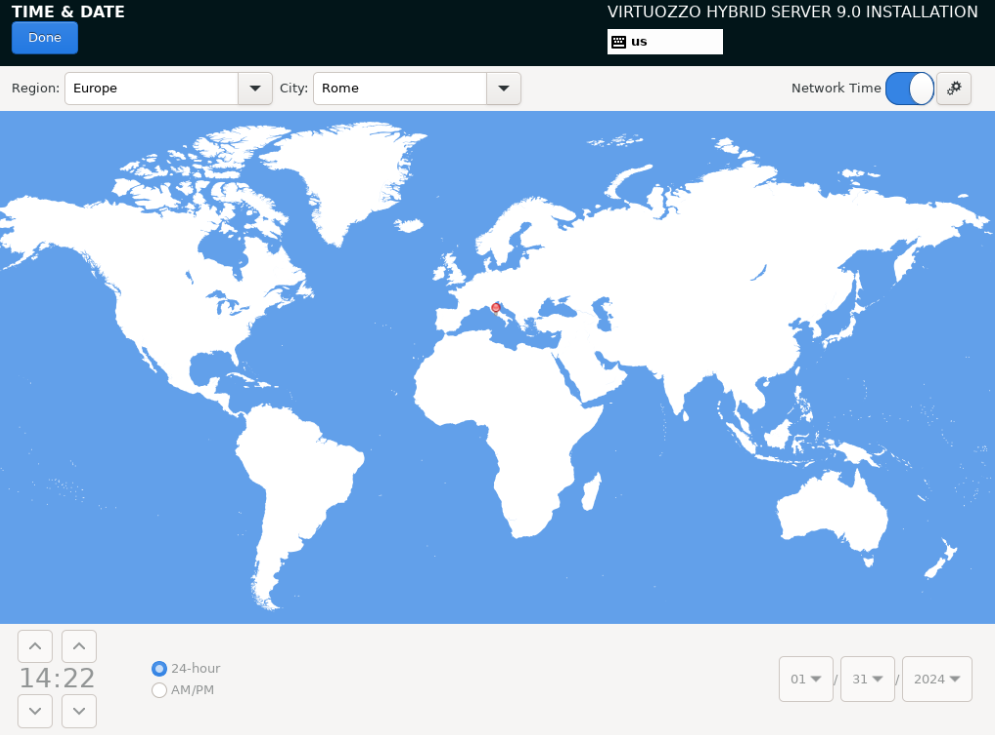 TIME & DATE
VIRTUOZZO HYBRID SERVER 9.0 INSTALLATION
Done
us
Region: Europe City: Rome Network Time
14:22
24-hour
AM/PM
01 / 31 / 2024